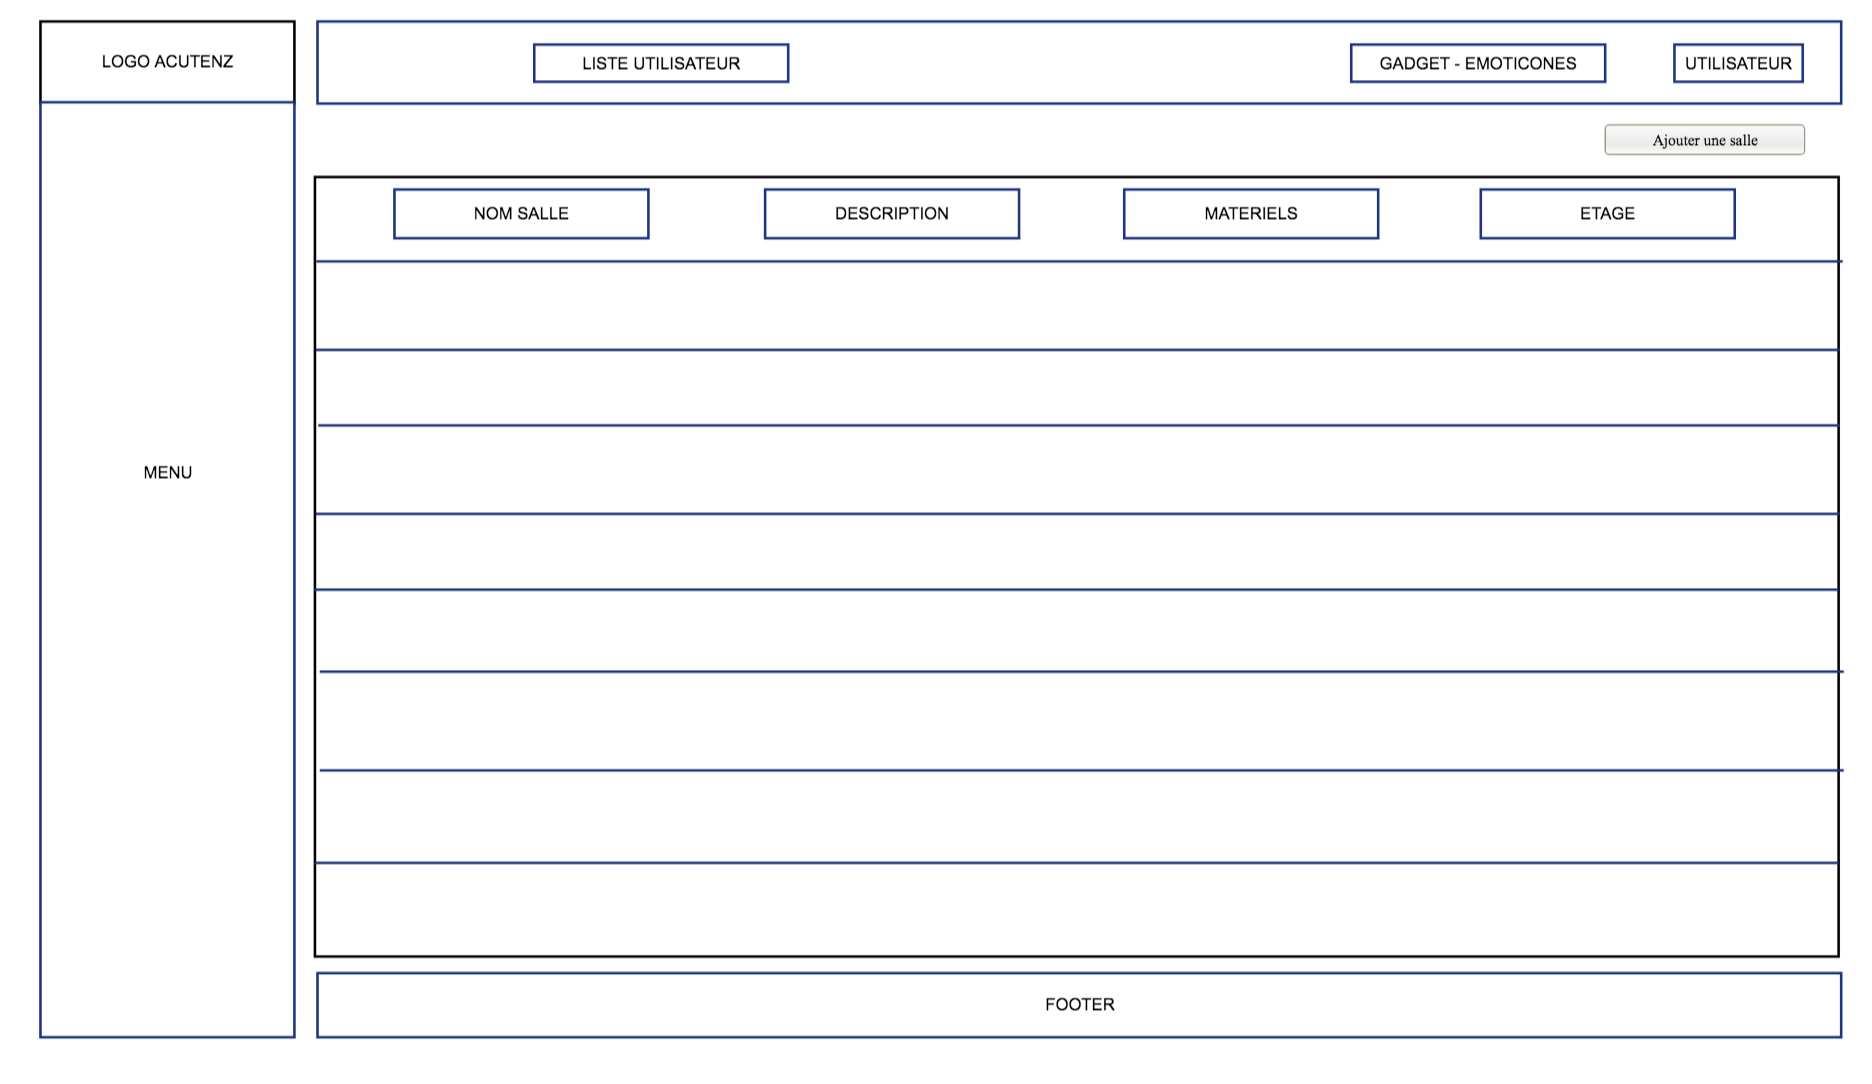 LOGO ACUTENZ
LISTE UTILISATEUR
GADGET - EMOTICONES
UTILISATEUR
Ajouter une salle
NOM SALLE
DESCRIPTION
MATERIELS
ETAGE
MENU
FOOTER